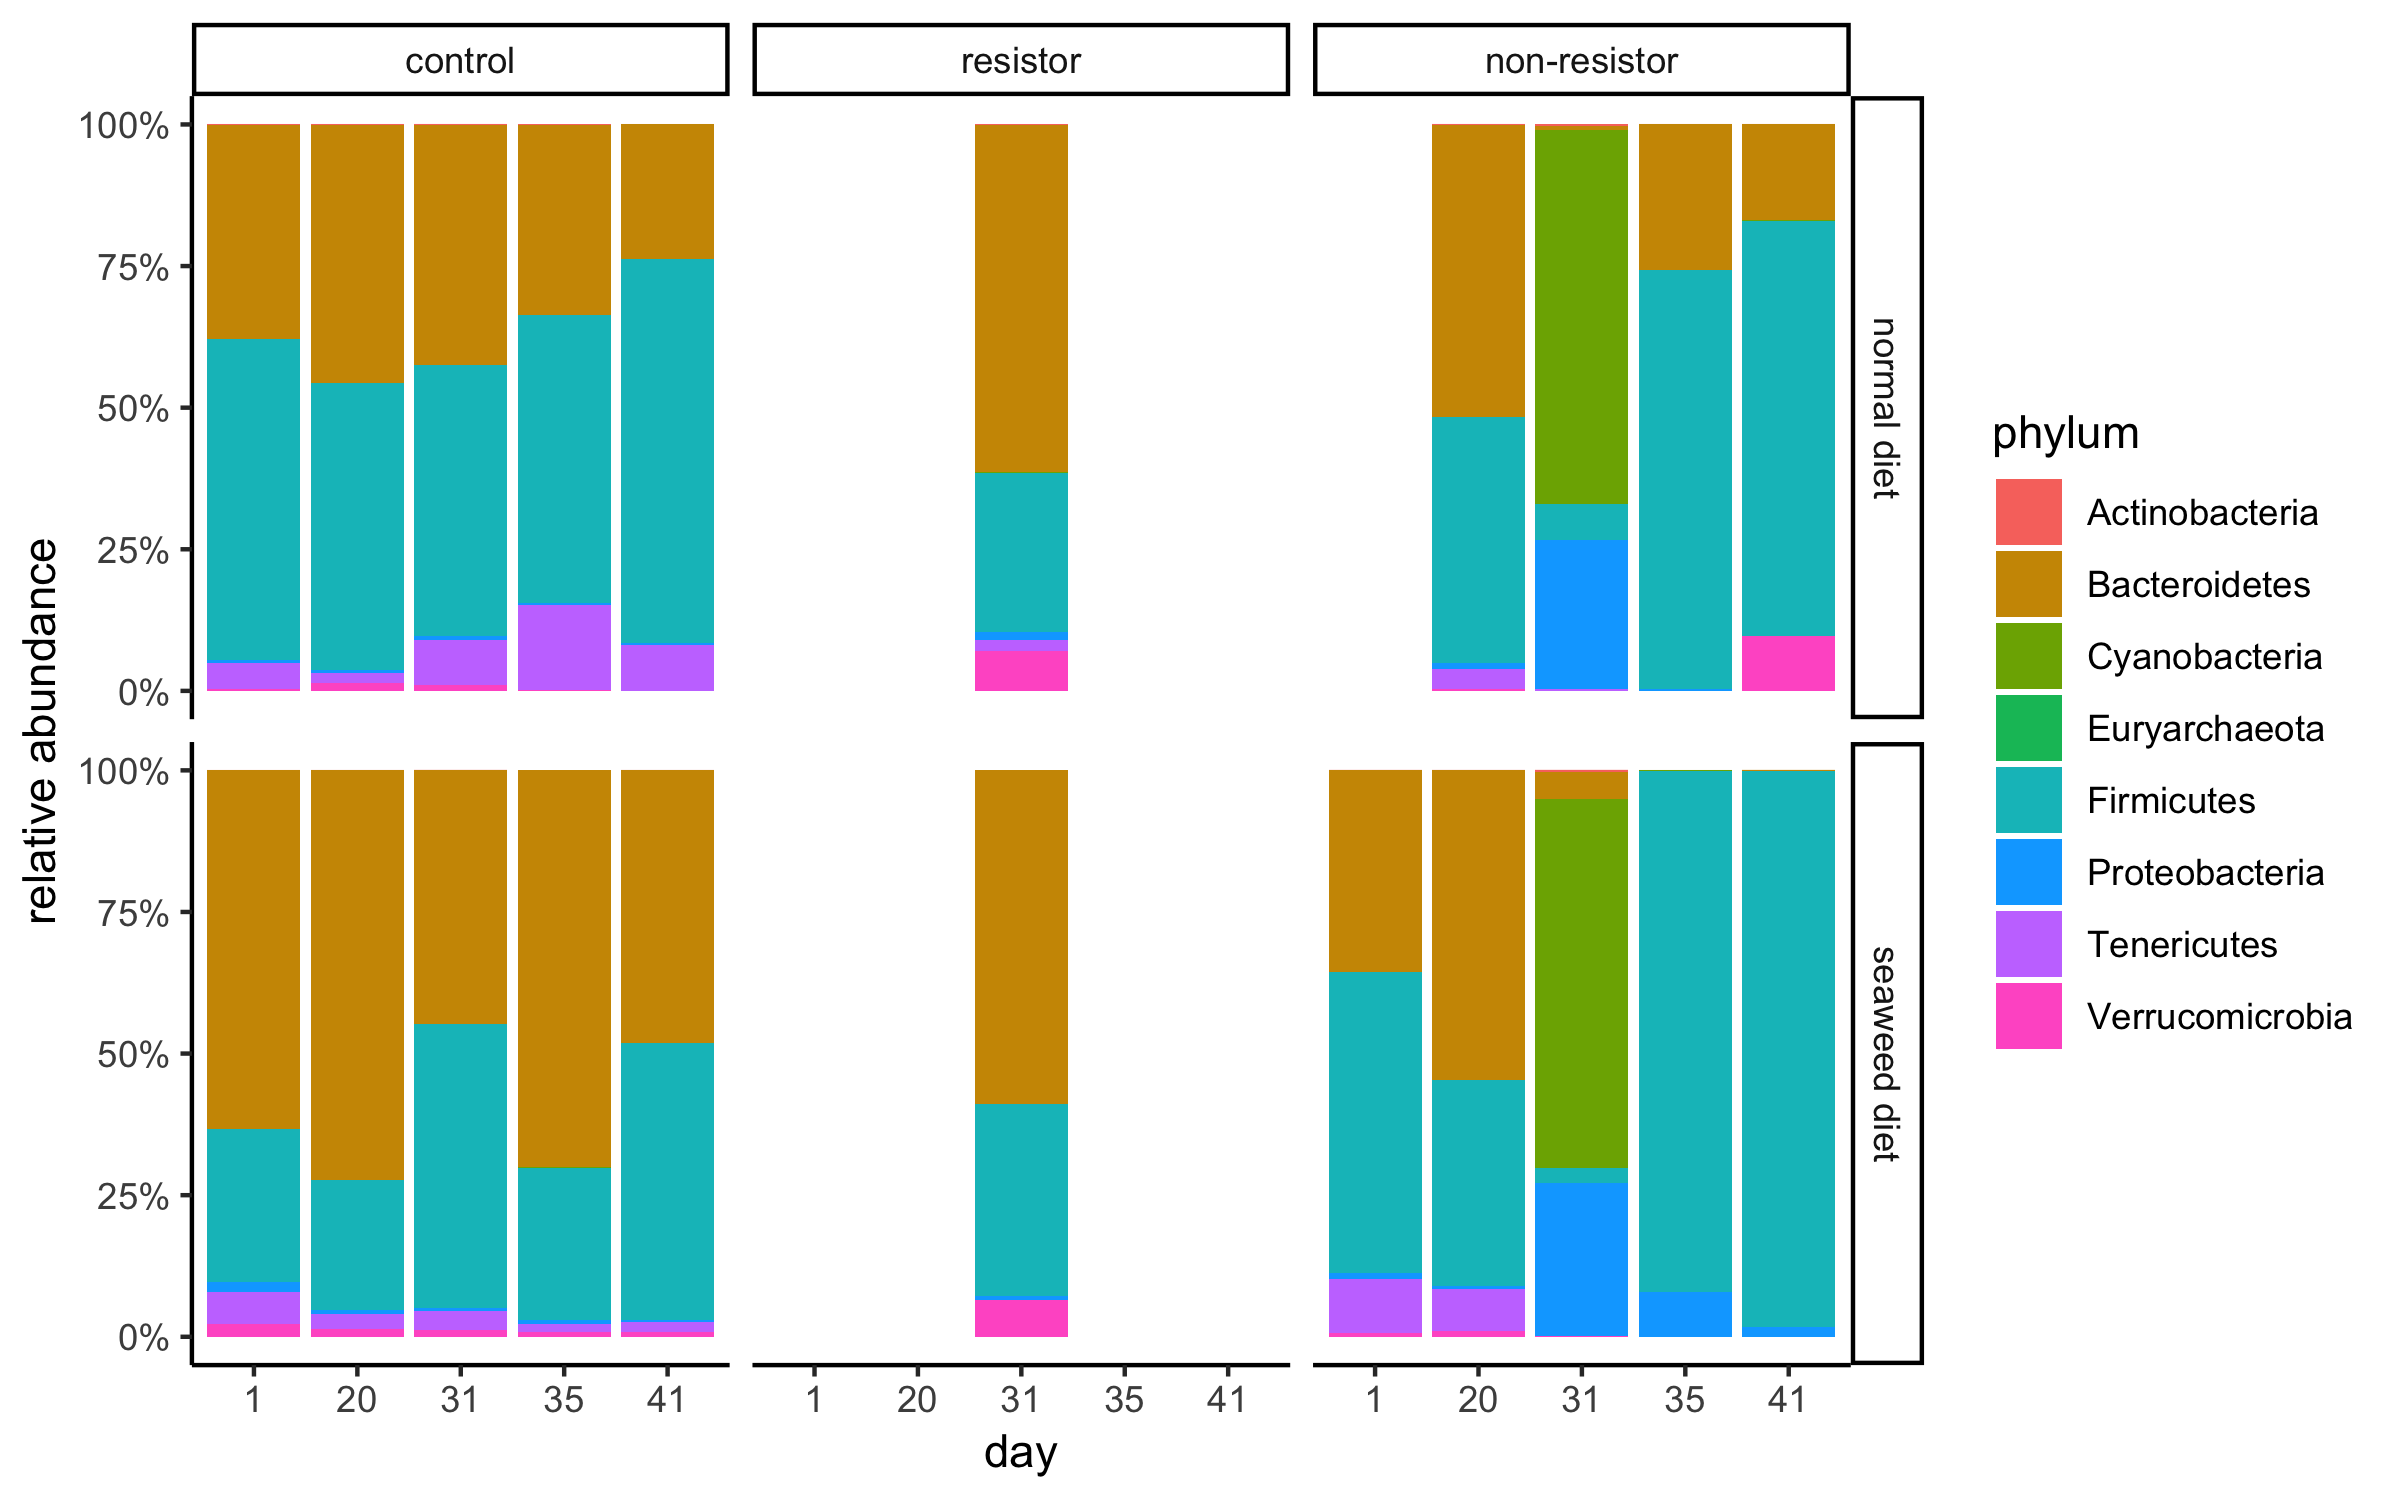 control
resistor
non-resistor
100%
75%
50%
25%
0%
normal diet
relative abundance
100%
75%
50%
25%
0%
seaweed diet
1 20 31 35 41
1 20 31 35 41
1 20 31 35 41
day
phylum
Actinobacteria
Bacteroidetes
Cyanobacteria
Euryarchaeota
Firmicutes
Proteobacteria
Tenericutes
Verrucomicrobia